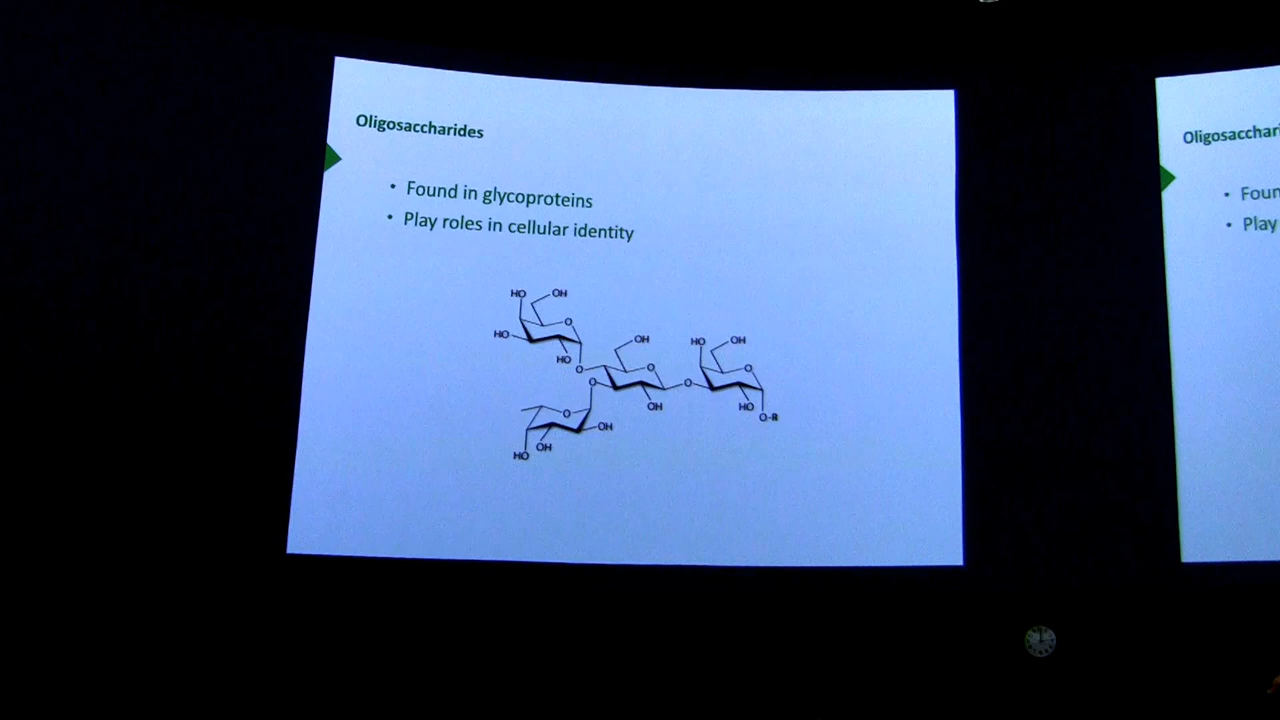 Oligosaccharides
• Found in glycoproteins
• Play roles in cellular identity
HO OH
HO O
HO
O
OH
O
O
OH
O
HO OH
O
HO
O-R
O
OH
OH
HO
Oligosacchar
• Foun
• Play